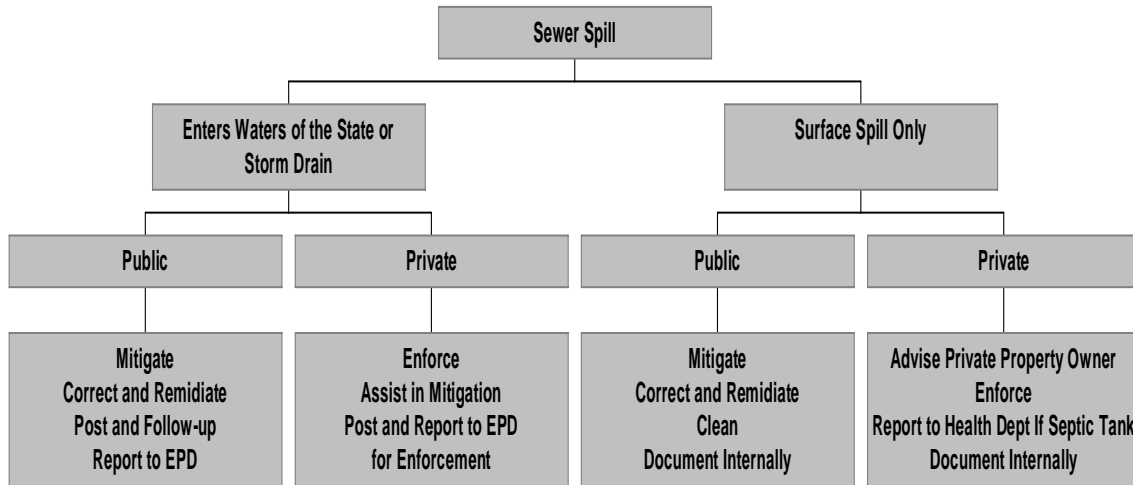 Sewer Spill
Enters Waters of the State or
Storm Drain
Surface Spill Only
Public
Private
Public
Private
Mitigate
Correct and Remidiate
Post and Follow-up
Report to EPD
Enforce
Assist in Mitigation
Post and Report to EPD
for Enforcement
Mitigate
Correct and Remidiate
Clean
Document Internally
Advise Private Property Owner
Enforce
Report to Health Dept If Septic Tank
Document Internally